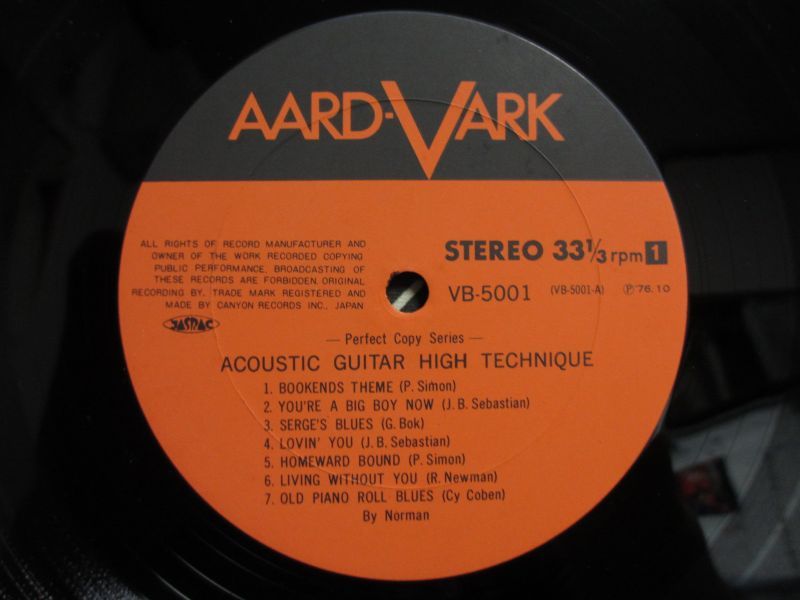 AARD-VARK
ALL RIGHTS OF RECORD MANUFACTURER AND
OWNER OF THE WORK RECORDED COPYING
PUBLIC PERFORMANCE, BROADCASTING OF
THESE RECORDS ARE FORBIDDEN. ORIGINAL
RECORDING BY, TRADE MARK REGISTERED AND
MADE BY CANYON RECORDS INC., JAPAN
JASRAC
STEREO 33⅓ rpm 1
VB-5001 (VB-5001-A) Ⓟ'76.10
— Perfect Copy Series —
ACOUSTIC GUITAR HIGH TECHNIQUE
1. BOOKENDS THEME (P. Simon)
2. YOU'RE A BIG BOY NOW (J. B. Sebastian)
3. SERGE'S BLUES (G. Bok)
4. LOVIN' YOU (J. B. Sebastian)
5. HOMEWARD BOUND (P. Simon)
6. LIVING WITHOUT YOU (R. Newman)
7. OLD PIANO ROLL BLUES (Cy Coben)
By Norman